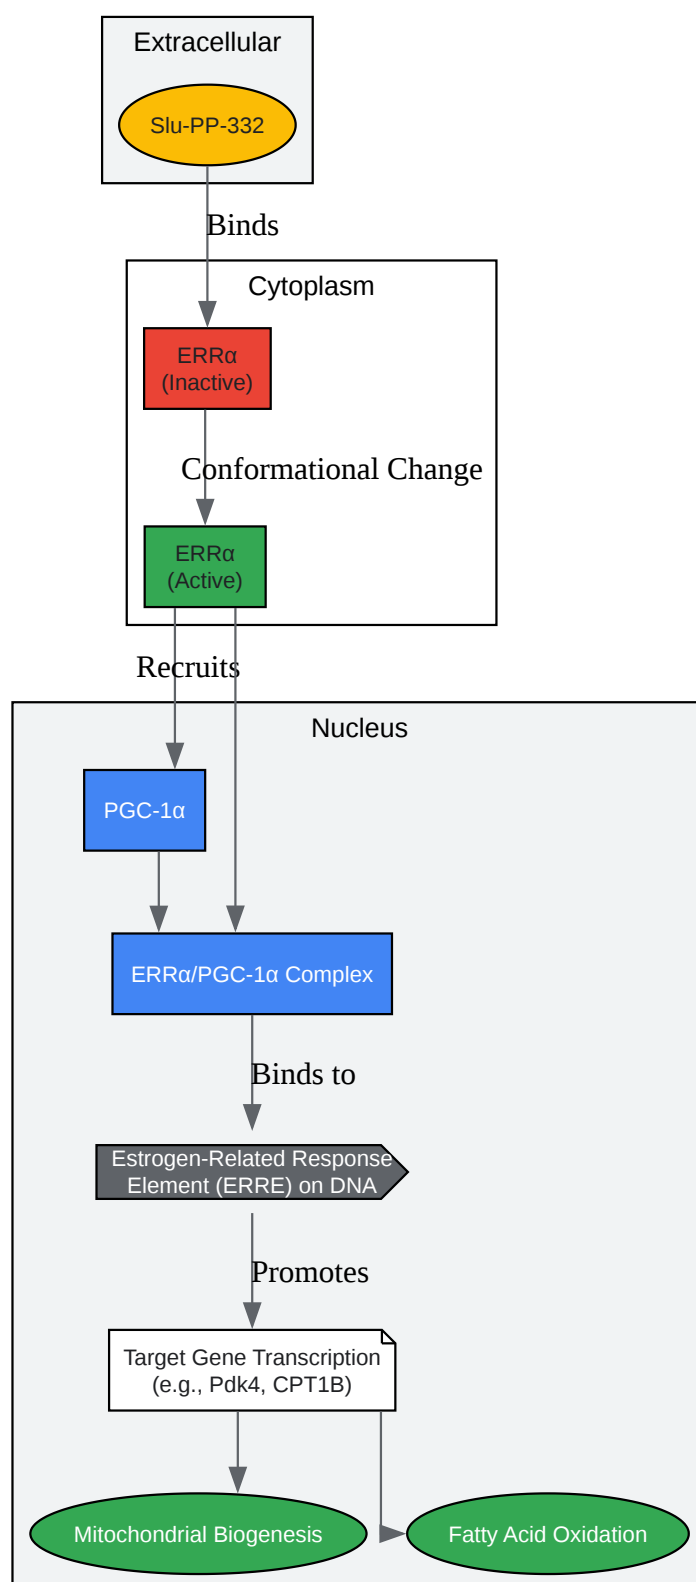 Extracellular
Slu-PP-332
Binds
Cytoplasm
ERRα
(Inactive)
Conformational Change
ERRα
(Active)
Recruits
Nucleus
PGC-1α
ERRα/PGC-1α Complex
Binds to
Estrogen-Related Response
Element (ERRE) on DNA
Promotes
Target Gene Transcription
(e.g., Pdk4, CPT1B)
Mitochondrial Biogenesis
Fatty Acid Oxidation